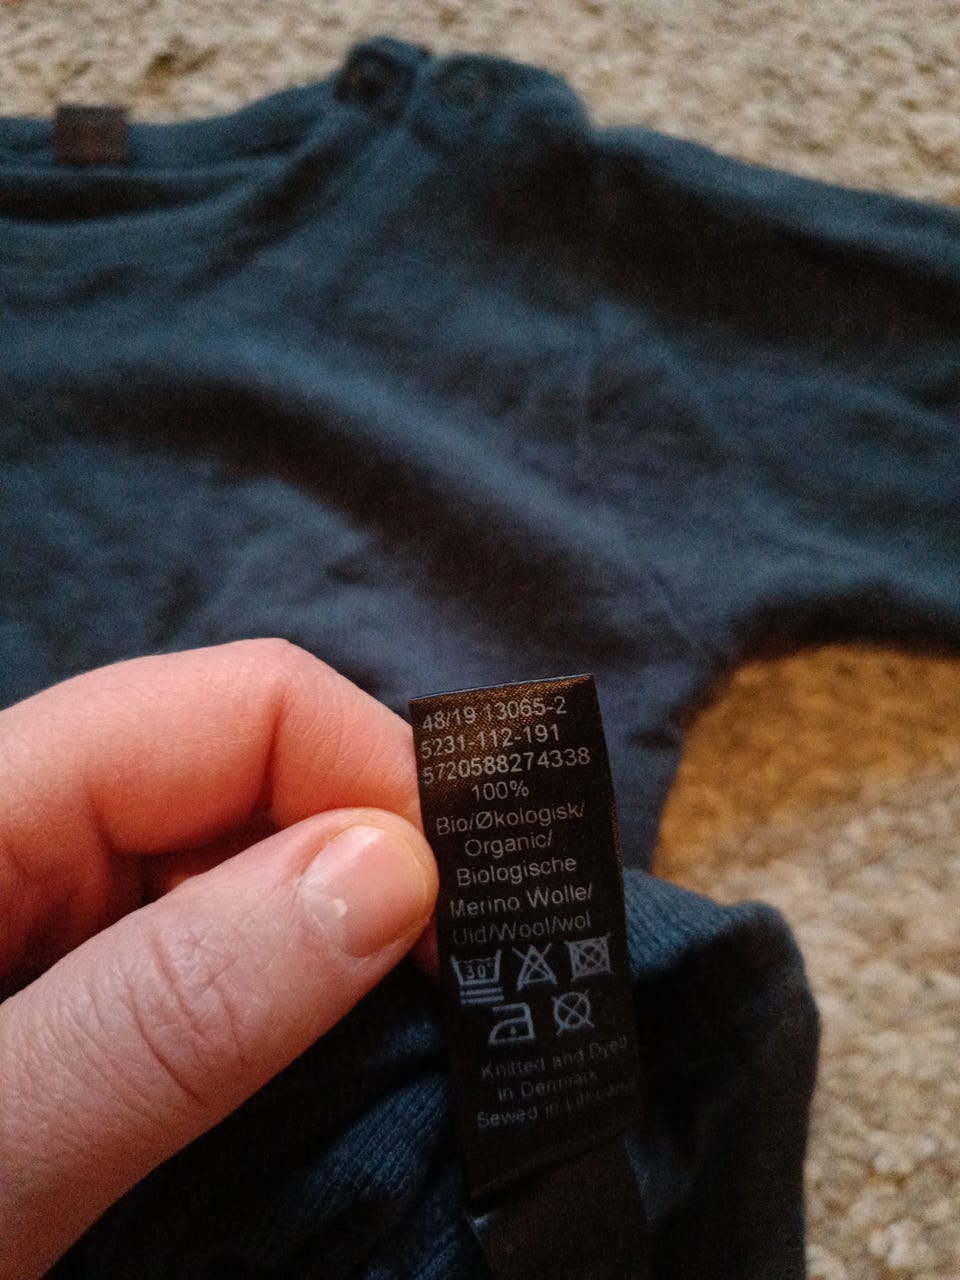 48/19 13065-2
5231-112-191
5720588274338
100%
Bio/Økologisk/
Organic/
Biologische
Merino Wolle/
Uld/Wool/wol
30°
Knitted and Dyed
in Denmark
Sewed in Lithuania